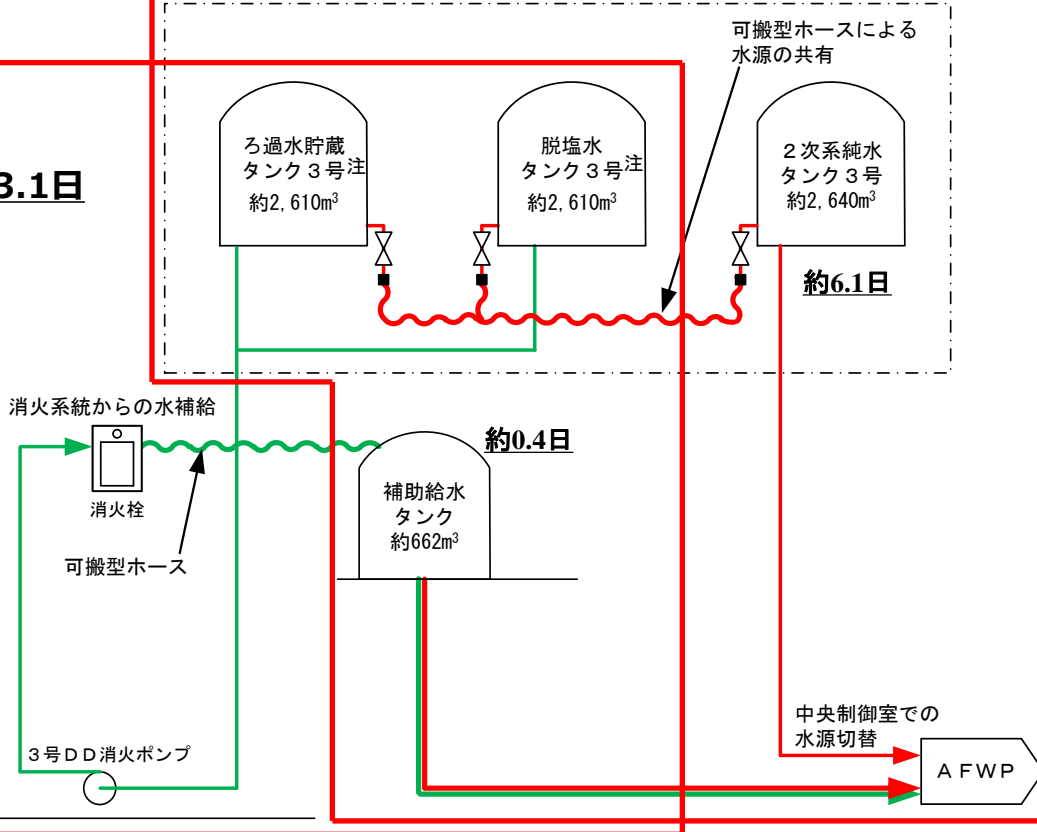 可搬型ホースによる
水源の共有
ろ過水貯蔵
タンク３号注
約2,610m³
脱塩水
タンク３号注
約2,610m³
２次系純水
タンク３号
約2,640m³
3.1日
約6.1日
消火系統からの水補給
約0.4日
消火栓
補助給水
タンク
約662m³
可搬型ホース
中央制御室での
水源切替
３号ＤＤ消火ポンプ
ＡＦＷＰ